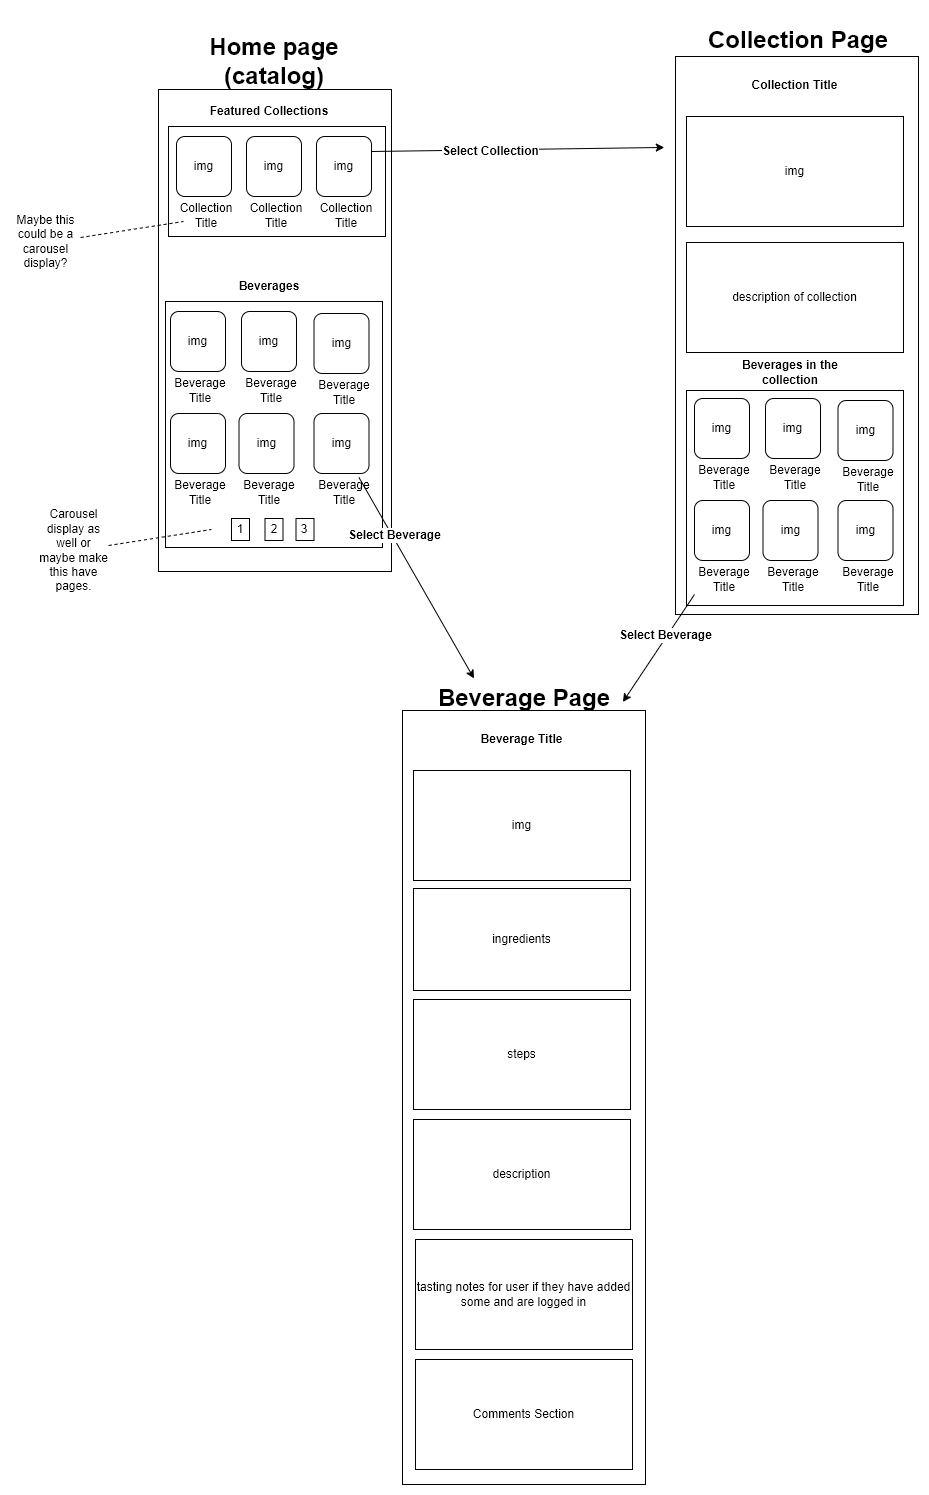 Home page
(catalog)
Featured Collections
img
img
img
Collection
Title
Collection
Title
Collection
Title
Maybe this
could be a
carousel
display?
Beverages
img
img
img
Beverage
Title
Beverage
Title
Beverage
Title
img
img
img
Beverage
Title
Beverage
Title
Beverage
Title
1
2
3
Carousel
display as
well or
maybe make
this have
pages.
Select Collection
Select Beverage
Collection Page
Collection Title
img
description of collection
Beverages in the
collection
img
img
img
Beverage
Title
Beverage
Title
Beverage
Title
img
img
img
Beverage
Title
Beverage
Title
Beverage
Title
Select Beverage
Beverage Page
Beverage Title
img
ingredients
steps
description
tasting notes for user if they have added
some and are logged in
Comments Section